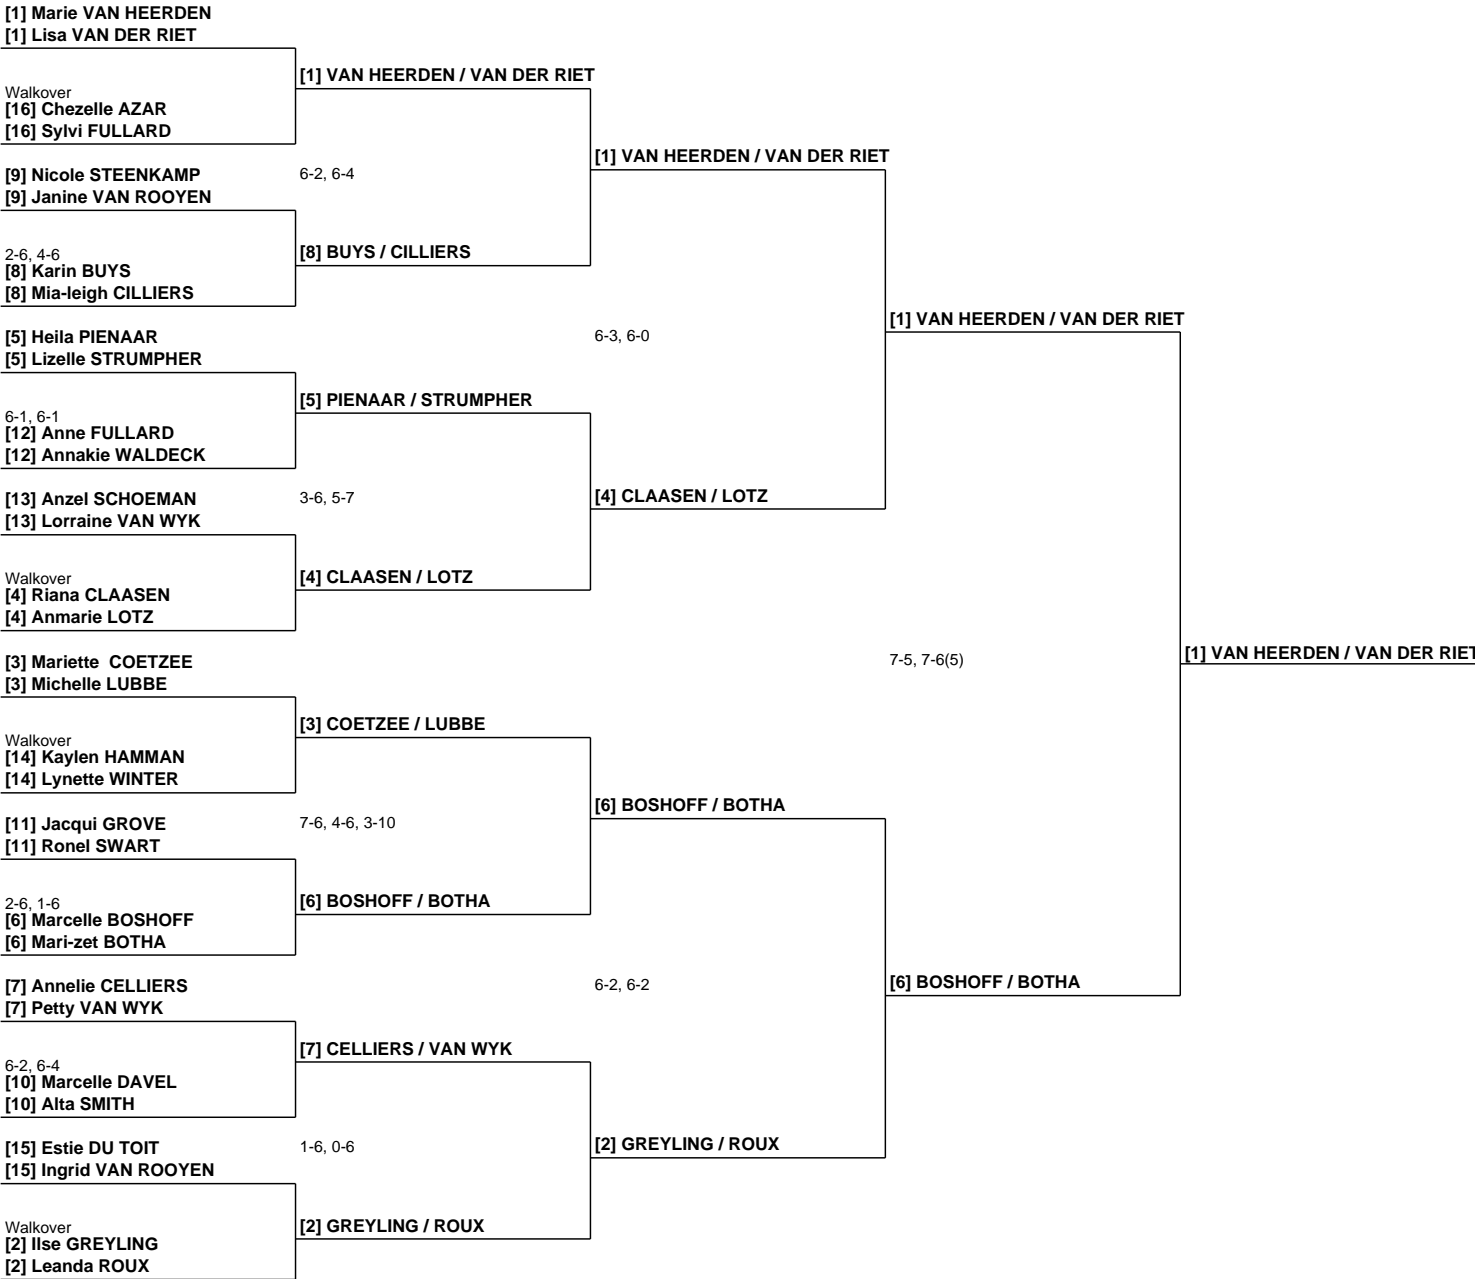 [1] Marie VAN HEERDEN
[1] Lisa VAN DER RIET
[1] VAN HEERDEN / VAN DER RIET
Walkover
[16] Chezelle AZAR
[16] Sylvi FULLARD
[1] VAN HEERDEN / VAN DER RIET
[9] Nicole STEENKAMP
6-2, 6-4
[9] Janine VAN ROOYEN
2-6, 4-6
[8] BUYS / CILLIERS
[8] Karin BUYS
[8] Mia-leigh CILLIERS
[1] VAN HEERDEN / VAN DER RIET
[5] Heila PIENAAR
6-3, 6-0
[5] Lizelle STRUMPHER
[5] PIENAAR / STRUMPHER
6-1, 6-1
[12] Anne FULLARD
[12] Annakie WALDECK
[13] Anzel SCHOEMAN
3-6, 5-7
[4] CLAASEN / LOTZ
[13] Lorraine VAN WYK
Walkover
[4] CLAASEN / LOTZ
[4] Riana CLAASEN
[4] Anmarie LOTZ
[3] Mariette  COETZEE
7-5, 7-6(5)
[1] VAN HEERDEN / VAN DER RIET
[3] Michelle LUBBE
[3] COETZEE / LUBBE
Walkover
[14] Kaylen HAMMAN
[14] Lynette WINTER
[6] BOSHOFF / BOTHA
[11] Jacqui GROVE
7-6, 4-6, 3-10
[11] Ronel SWART
2-6, 1-6
[6] BOSHOFF / BOTHA
[6] Marcelle BOSHOFF
[6] Mari-zet BOTHA
[7] Annelie CELLIERS
6-2, 6-2
[6] BOSHOFF / BOTHA
[7] Petty VAN WYK
[7] CELLIERS / VAN WYK
6-2, 6-4
[10] Marcelle DAVEL
[10] Alta SMITH
[15] Estie DU TOIT
1-6, 0-6
[2] GREYLING / ROUX
[15] Ingrid VAN ROOYEN
Walkover
[2] GREYLING / ROUX
[2] Ilse GREYLING
[2] Leanda ROUX